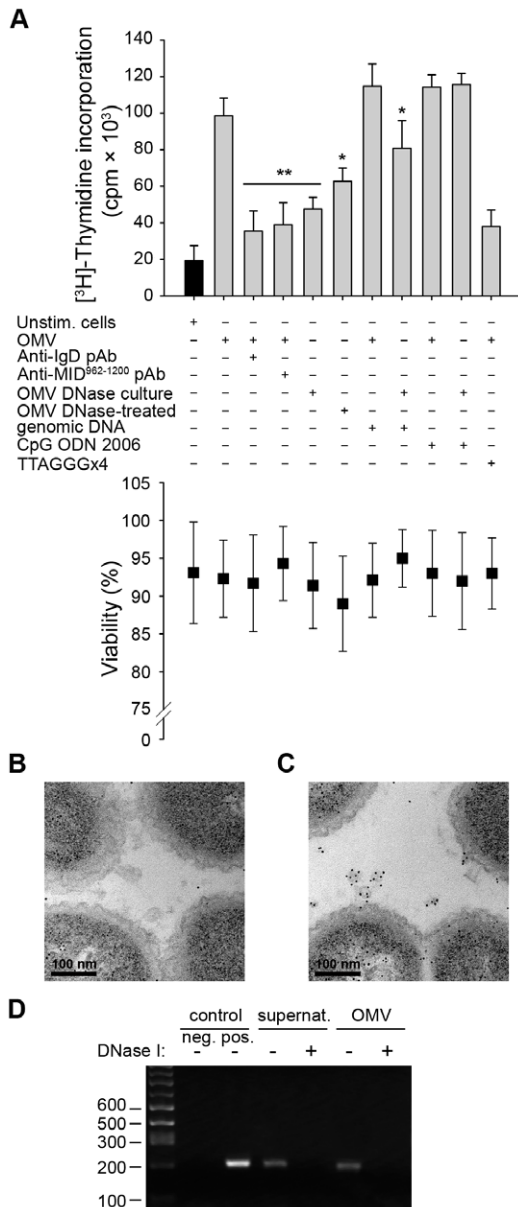 A
[³H]-Thymidine incorporation
(cpm × 10³)
140
120
100
80
60
40
20
0
**
*
*
Unstim. cells + – – – – – – – – – –
OMV – + + + – – + – + – +
Anti-IgD pAb – – + – – – – – – – –
Anti-MID⁹⁶²⁻¹²⁰⁰ pAb – – – + – – – – – – –
OMV DNase culture – – – – + – – + – + –
OMV DNase-treated – – – – – + – – – – –
genomic DNA – – – – – – + + – – –
CpG ODN 2006 – – – – – – – – + + –
TTAGGGx4 – – – – – – – – – – +
Viability (%)
105
100
95
90
85
80
75
0
B
C
100 nm
100 nm
D
control supernat. OMV
neg. pos.
DNase I: - - - + - +
600
500
300
200
100